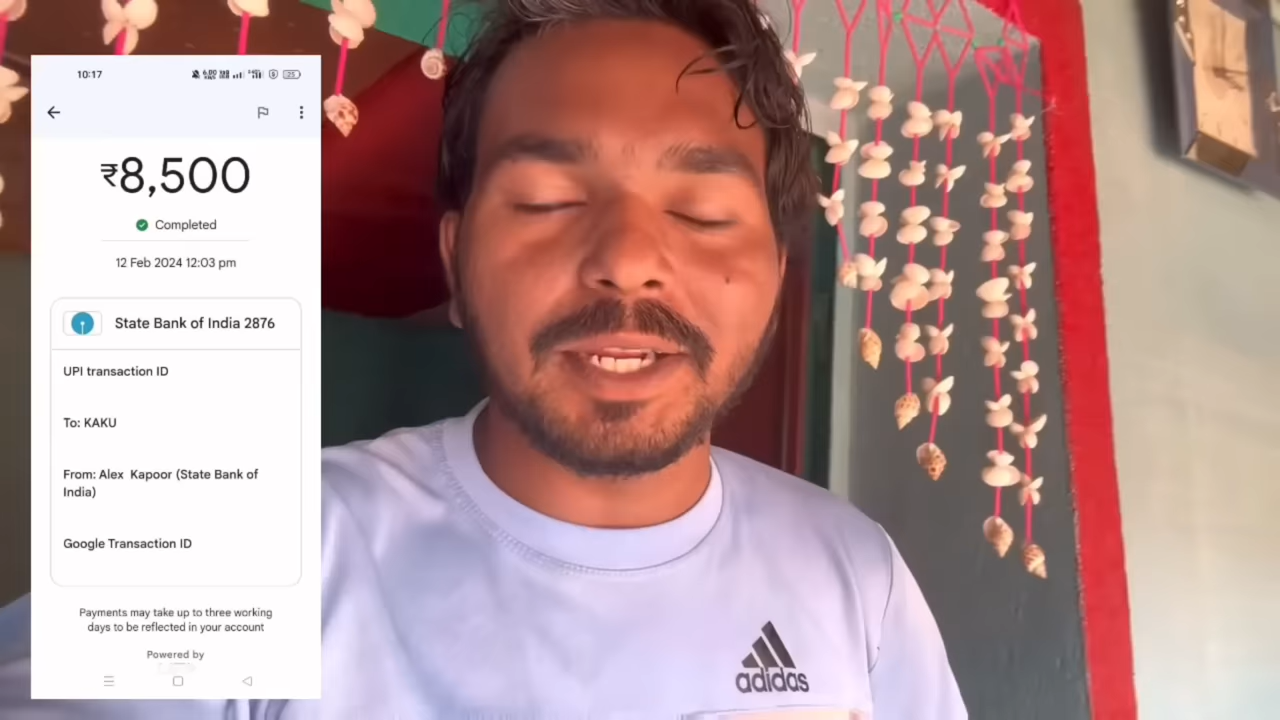 10:17
25
₹8,500
Completed
12 Feb 2024 12:03 pm
State Bank of India 2876
UPI transaction ID
To: KAKU
From: Alex Kapoor (State Bank of
India)
Google Transaction ID
Payments may take up to three working
days to be reflected in your account
Powered by
adidas